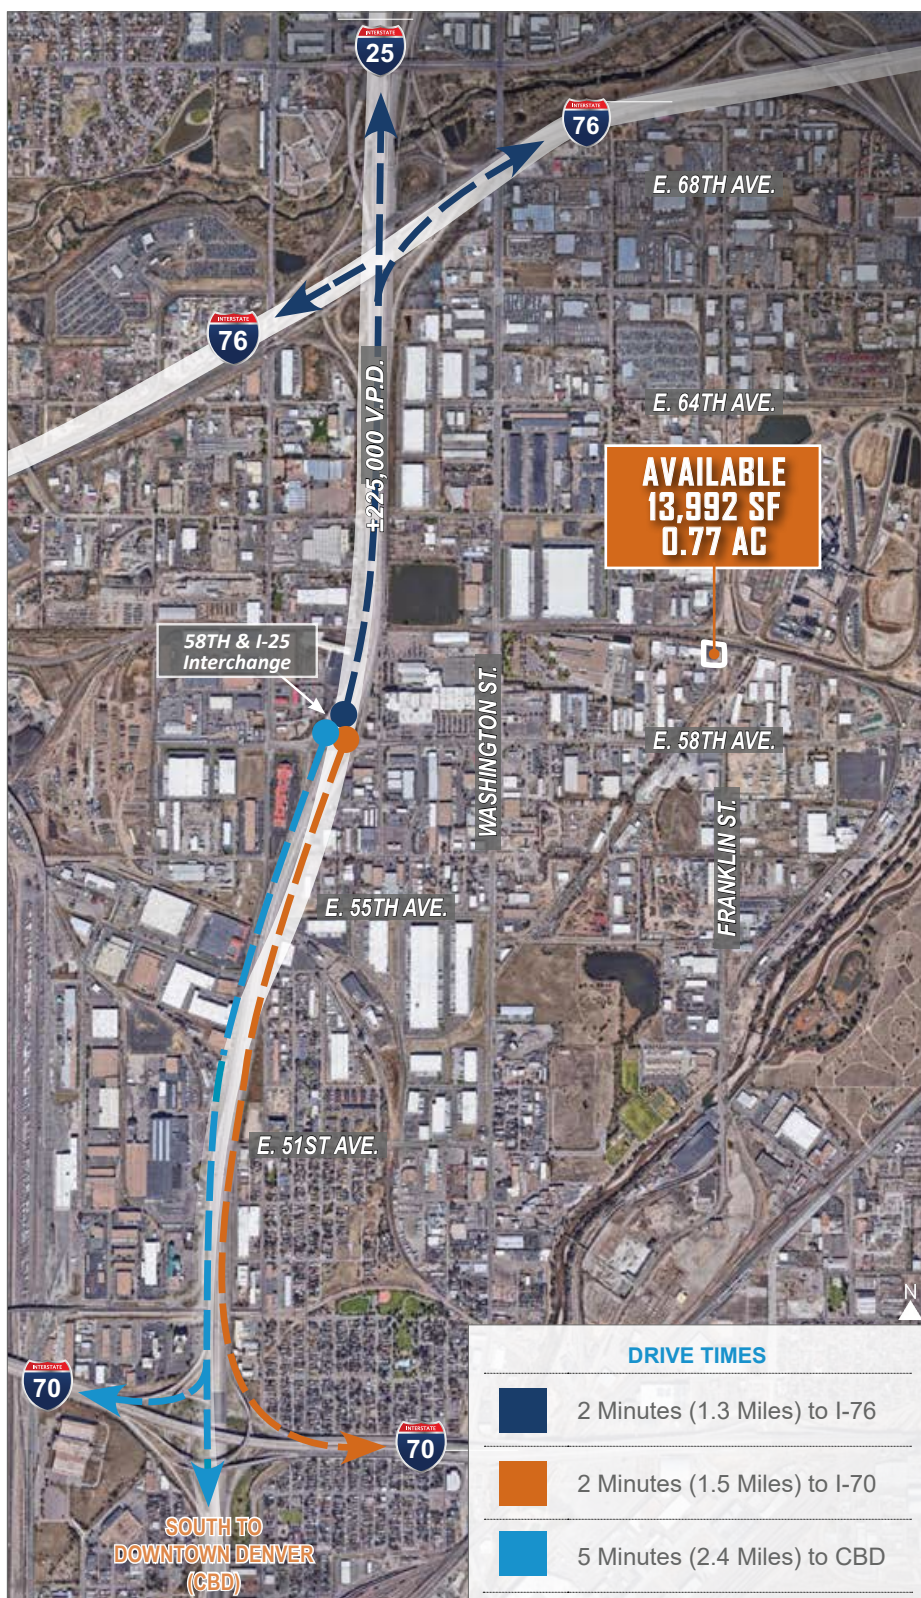 INTERSTATE
25
INTERSTATE
76
E. 68TH AVE.
INTERSTATE
76
±225,000 V.P.D.
E. 64TH AVE.
AVAILABLE
13,992 SF
0.77 AC
58TH & I-25
Interchange
WASHINGTON ST.
E. 58TH AVE.
FRANKLIN ST.
E. 55TH AVE.
E. 51ST AVE.
N
INTERSTATE
70
INTERSTATE
70
SOUTH TO
DOWNTOWN DENVER
(CBD)
DRIVE TIMES
2 Minutes (1.3 Miles) to I-76
2 Minutes (1.5 Miles) to I-70
5 Minutes (2.4 Miles) to CBD